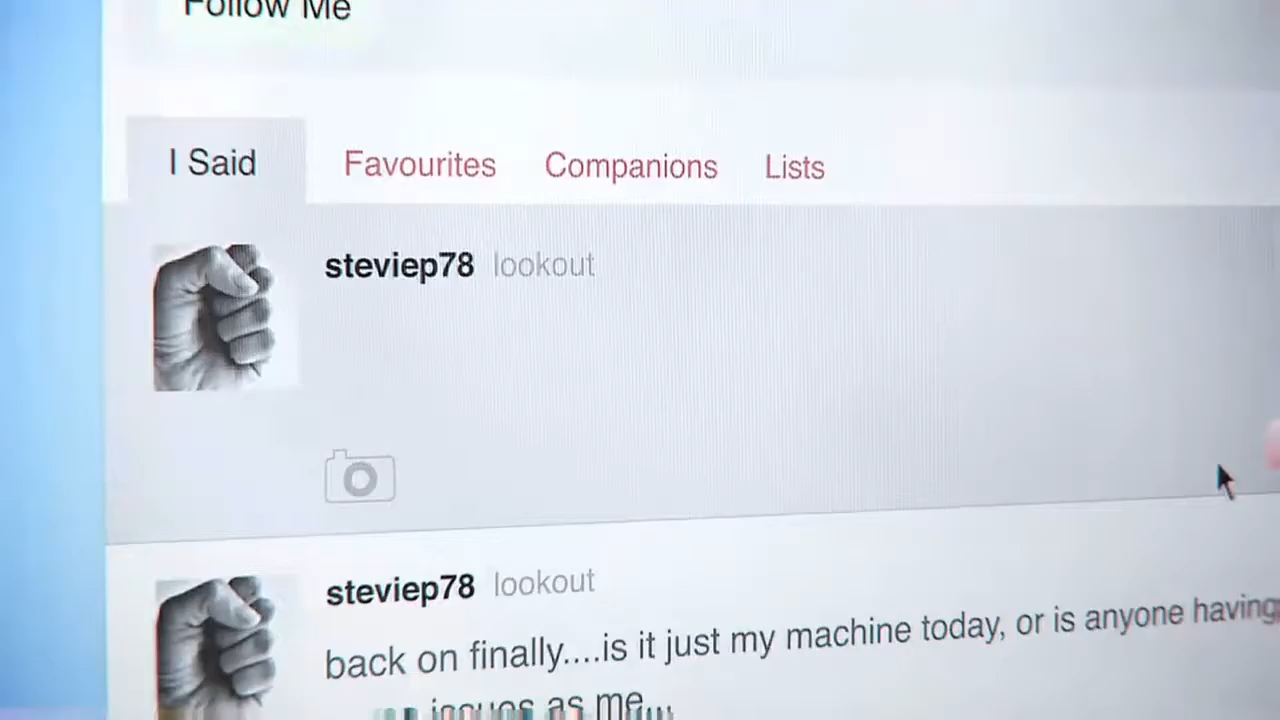 Follow Me
I Said Favourites Companions Lists
steviep78 lookout
steviep78 lookout
back on finally....is it just my machine today, or is anyone having
issues as me...